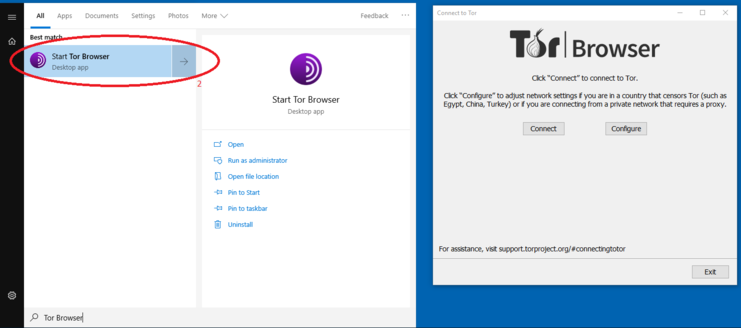 All Apps Documents Settings Photos More Feedback ...
Best match
Start Tor Browser
Desktop app
2
Start Tor Browser
Desktop app
Open
Run as administrator
Open file location
Pin to Start
Pin to taskbar
Uninstall
Tor Browser
Connect to Tor
Tor Browser
Click “Connect” to connect to Tor.
Click “Configure” to adjust network settings if you are in a country that censors Tor (such as
Egypt, China, Turkey) or if you are connecting from a private network that requires a proxy.
Connect Configure
For assistance, visit support.torproject.org/#connectingtotor
Exit